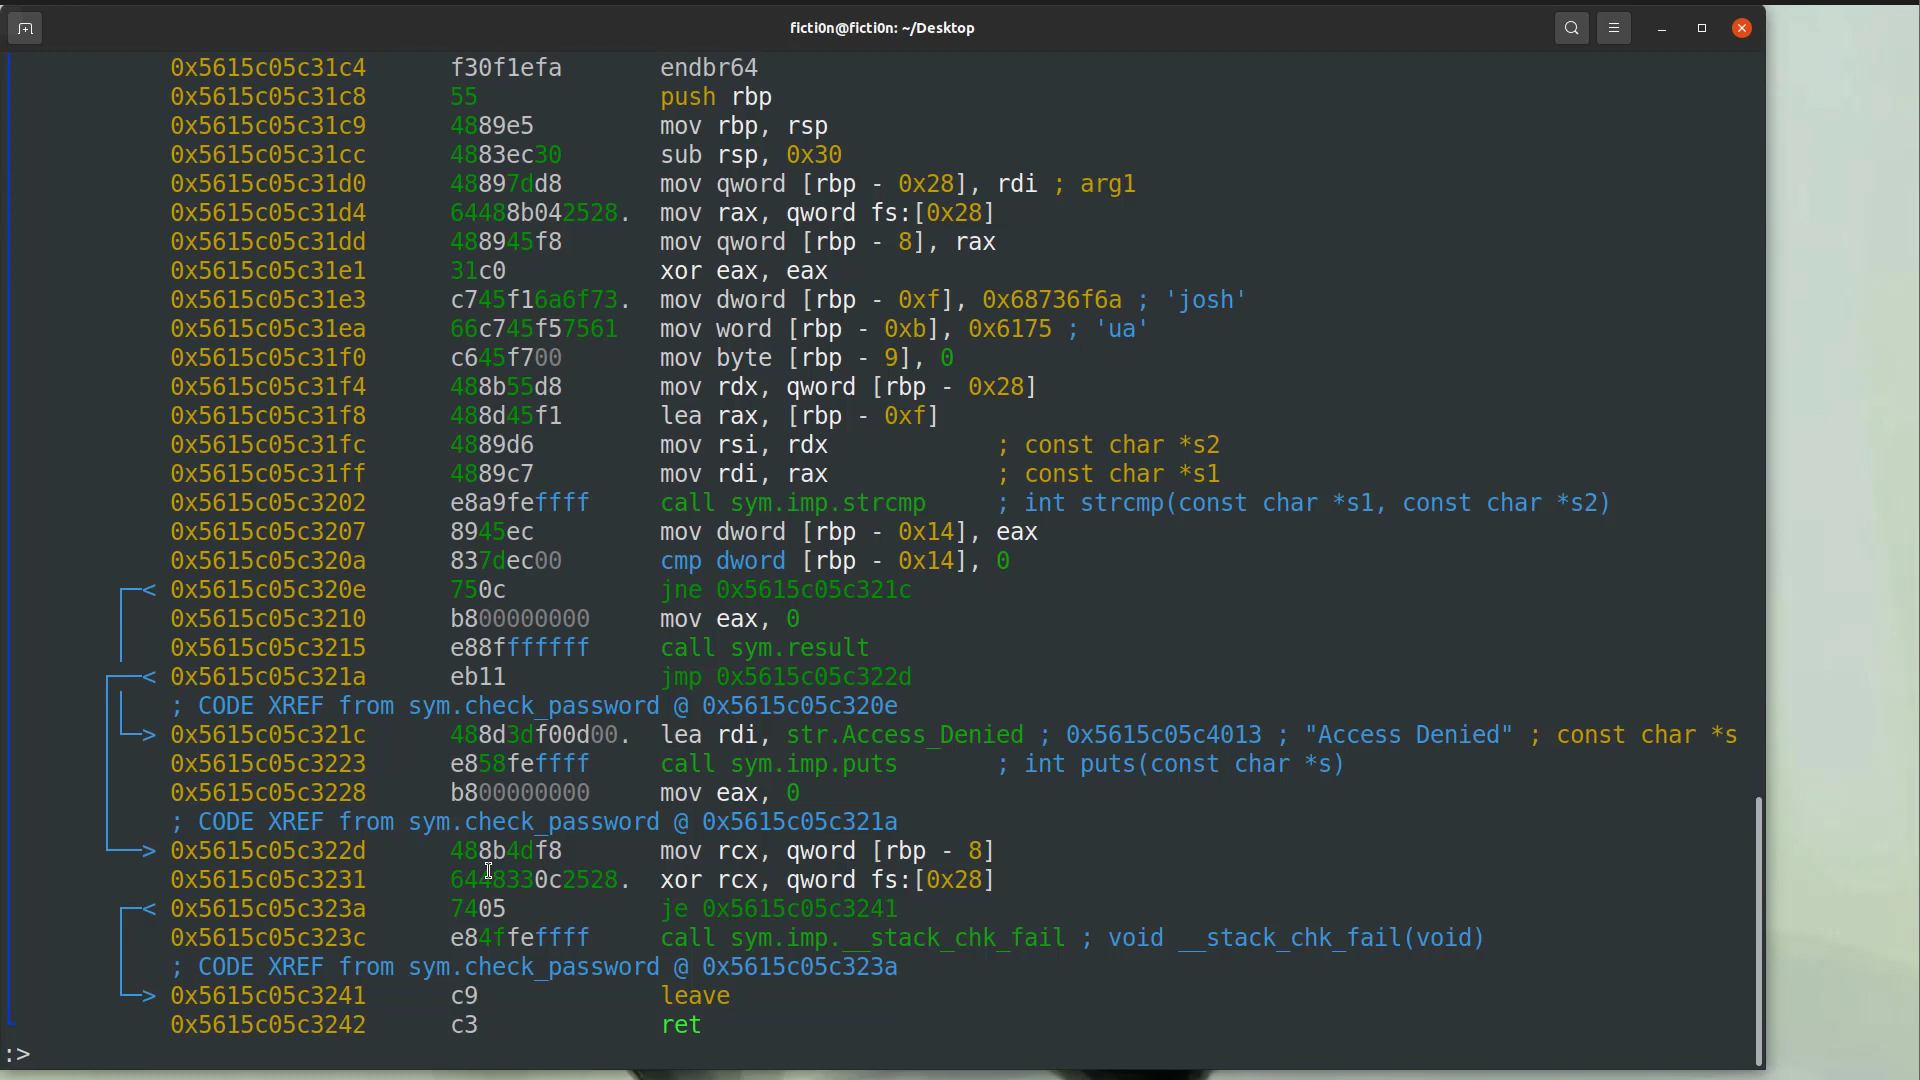 ficti0n@ficti0n: ~/Desktop
0x5615c05c31c4 f30f1efa endbr64
0x5615c05c31c8 55 push rbp
0x5615c05c31c9 4889e5 mov rbp, rsp
0x5615c05c31cc 4883ec30 sub rsp, 0x30
0x5615c05c31d0 48897dd8 mov qword [rbp - 0x28], rdi ; arg1
0x5615c05c31d4 64488b042528. mov rax, qword fs:[0x28]
0x5615c05c31dd 488945f8 mov qword [rbp - 8], rax
0x5615c05c31e1 31c0 xor eax, eax
0x5615c05c31e3 c745f16a6f73. mov dword [rbp - 0xf], 0x68736f6a ; 'josh'
0x5615c05c31ea 66c745f57561 mov word [rbp - 0xb], 0x6175 ; 'ua'
0x5615c05c31f0 c645f700 mov byte [rbp - 9], 0
0x5615c05c31f4 488b55d8 mov rdx, qword [rbp - 0x28]
0x5615c05c31f8 488d45f1 lea rax, [rbp - 0xf]
0x5615c05c31fc 4889d6 mov rsi, rdx ; const char *s2
0x5615c05c31ff 4889c7 mov rdi, rax ; const char *s1
0x5615c05c3202 e8a9feffff call sym.imp.strcmp ; int strcmp(const char *s1, const char *s2)
0x5615c05c3207 8945ec mov dword [rbp - 0x14], eax
0x5615c05c320a 837dec00 cmp dword [rbp - 0x14], 0
< 0x5615c05c320e 750c jne 0x5615c05c321c
0x5615c05c3210 b800000000 mov eax, 0
0x5615c05c3215 e88fffffff call sym.result
< 0x5615c05c321a eb11 jmp 0x5615c05c322d
; CODE XREF from sym.check_password @ 0x5615c05c320e
> 0x5615c05c321c 488d3df00d00. lea rdi, str.Access_Denied ; 0x5615c05c4013 ; "Access Denied" ; const char *s
0x5615c05c3223 e858feffff call sym.imp.puts ; int puts(const char *s)
0x5615c05c3228 b800000000 mov eax, 0
; CODE XREF from sym.check_password @ 0x5615c05c321a
> 0x5615c05c322d 488b4df8 mov rcx, qword [rbp - 8]
0x5615c05c3231 6448330c2528. xor rcx, qword fs:[0x28]
< 0x5615c05c323a 7405 je 0x5615c05c3241
0x5615c05c323c e84ffeffff call sym.imp.__stack_chk_fail ; void __stack_chk_fail(void)
; CODE XREF from sym.check_password @ 0x5615c05c323a
> 0x5615c05c3241 c9 leave
0x5615c05c3242 c3 ret
:>